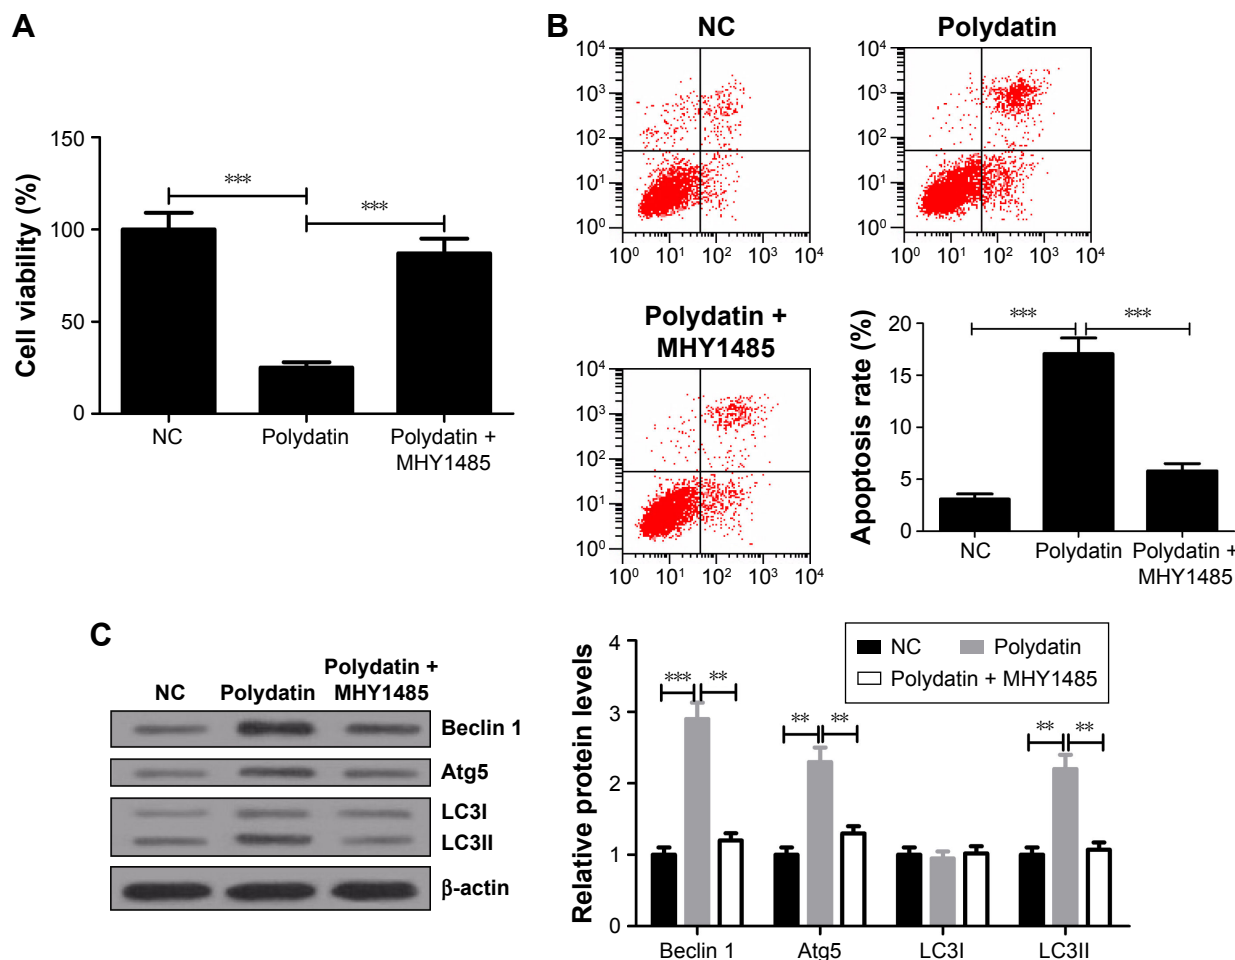 A
Cell viability (%)
150
100
50
0
***
***
NC
Polydatin
Polydatin +
MHY1485
B
NC
10⁴
10³
10²
10¹
10⁰
10⁰ 10¹ 10² 10³ 10⁴
Polydatin
10⁴
10³
10²
10¹
10⁰
10⁰ 10¹ 10² 10³ 10⁴
Polydatin +
MHY1485
10⁴
10³
10²
10¹
10⁰
10⁰ 10¹ 10² 10³ 10⁴
Apoptosis rate (%)
20
15
10
5
0
***
***
NC
Polydatin
Polydatin +
MHY1485
C
NC
Polydatin
Polydatin +
MHY1485
Beclin 1
Atg5
LC3I
LC3II
β-actin
Relative protein levels
4
3
2
1
0
NC
Polydatin
Polydatin + MHY1485
*** **
** **
** **
Beclin 1
Atg5
LC3I
LC3II